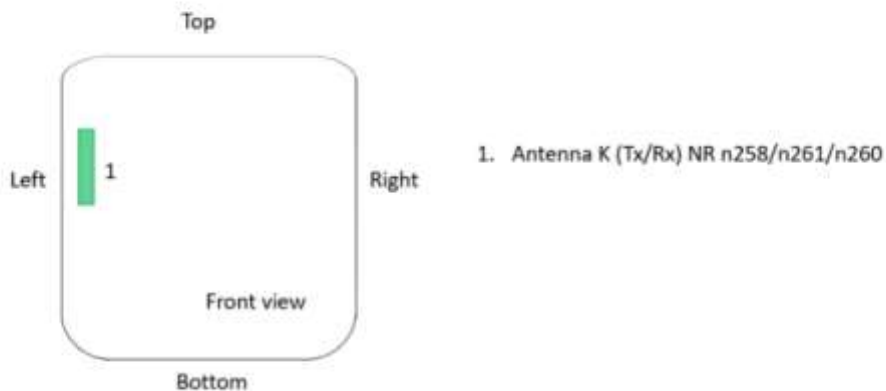 Top
1. Antenna K (Tx/Rx) NR n258/n261/n260
Left
1
Right
Front view
Bottom